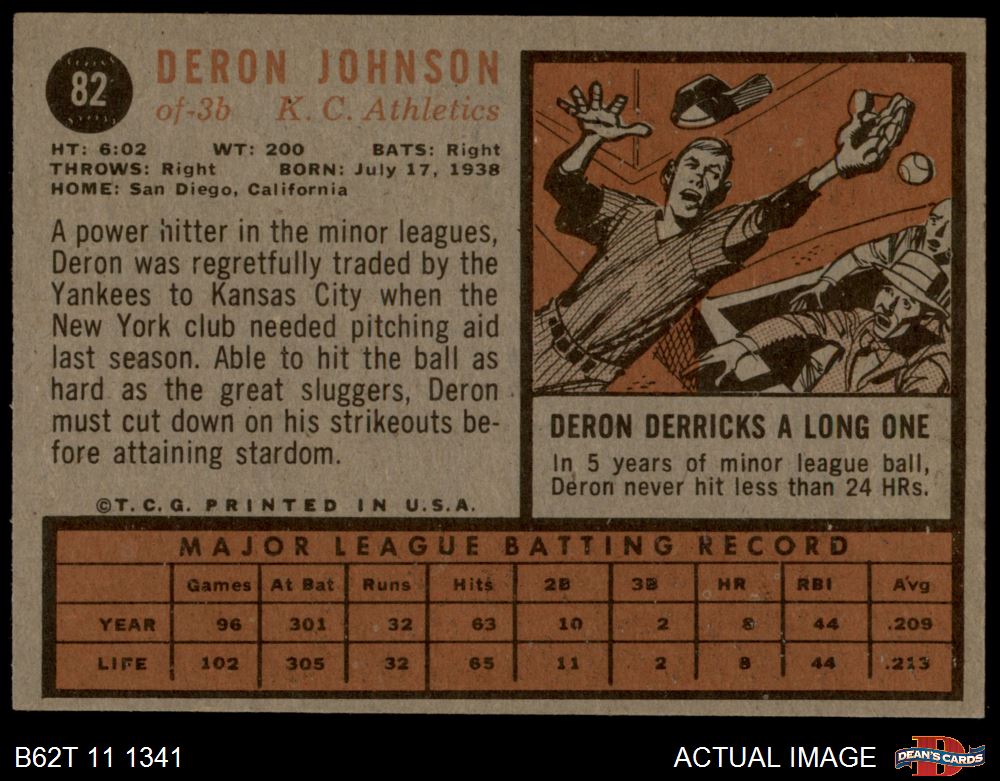 82
DERON JOHNSON
of-3b K. C. Athletics
HT: 6:02 WT: 200 BATS: Right
THROWS: Right BORN: July 17, 1938
HOME: San Diego, California
A power hitter in the minor leagues,
Deron was regretfully traded by the
Yankees to Kansas City when the
New York club needed pitching aid
last season. Able to hit the ball as
hard as the great sluggers, Deron
must cut down on his strikeouts be-
fore attaining stardom.
©T. C. G. PRINTED IN U.S.A.
DERON DERRICKS A LONG ONE
In 5 years of minor league ball,
Deron never hit less than 24 HRs.
MAJOR LEAGUE BATTING RECORD
Games At Bat Runs Hits 2B 3B HR RBI Avg
YEAR 96 301 32 63 10 2 8 44 .209
LIFE 102 305 32 65 11 2 8 44 .213
B62T 11 1341
ACTUAL IMAGE
D
DEAN'S CARDS